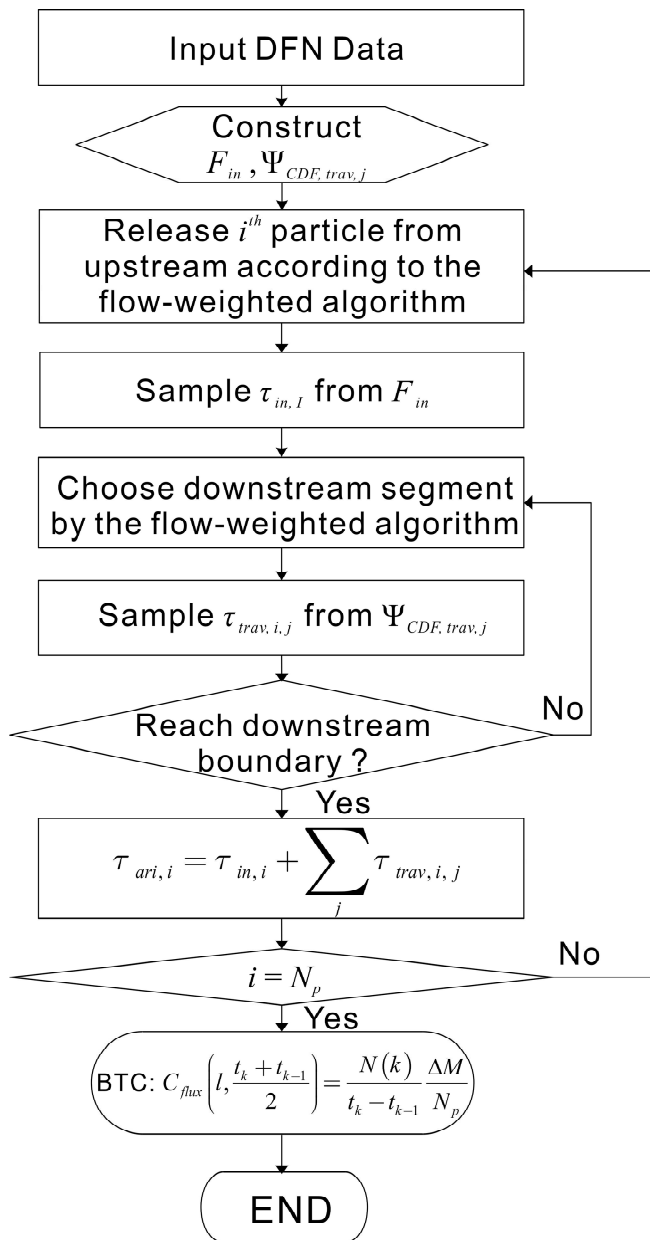 Input DFN Data
Construct
F_in , Ψ_CDF, trav, j
Release i^th particle from
upstream according to the
flow-weighted algorithm
Sample τ_in, I from F_in
Choose downstream segment
by the flow-weighted algorithm
Sample τ_trav, i, j from Ψ_CDF, trav, j
Reach downstream
boundary ?
No
Yes
τ_ari, i = τ_in, i + ∑_j τ_trav, i, j
i = N_p
No
Yes
BTC: C_flux (l, (t_k + t_k-1)/2) = N(k)/(t_k − t_k-1) ΔM/N_p
END